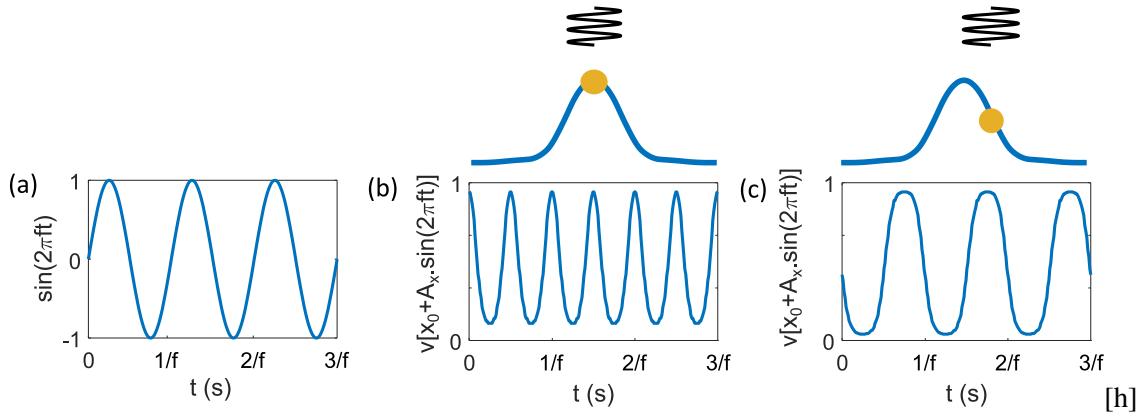 (a)
sin(2πft)
1
0
-1
0
1/f
2/f
3/f
t (s)
(b)
v[x₀+Aₓ.sin(2πft)]
1
0
0
1/f
2/f
3/f
t (s)
(c)
v[x₀+Aₓ.sin(2πft)]
1
0
0
1/f
2/f
3/f
t (s)
[h]